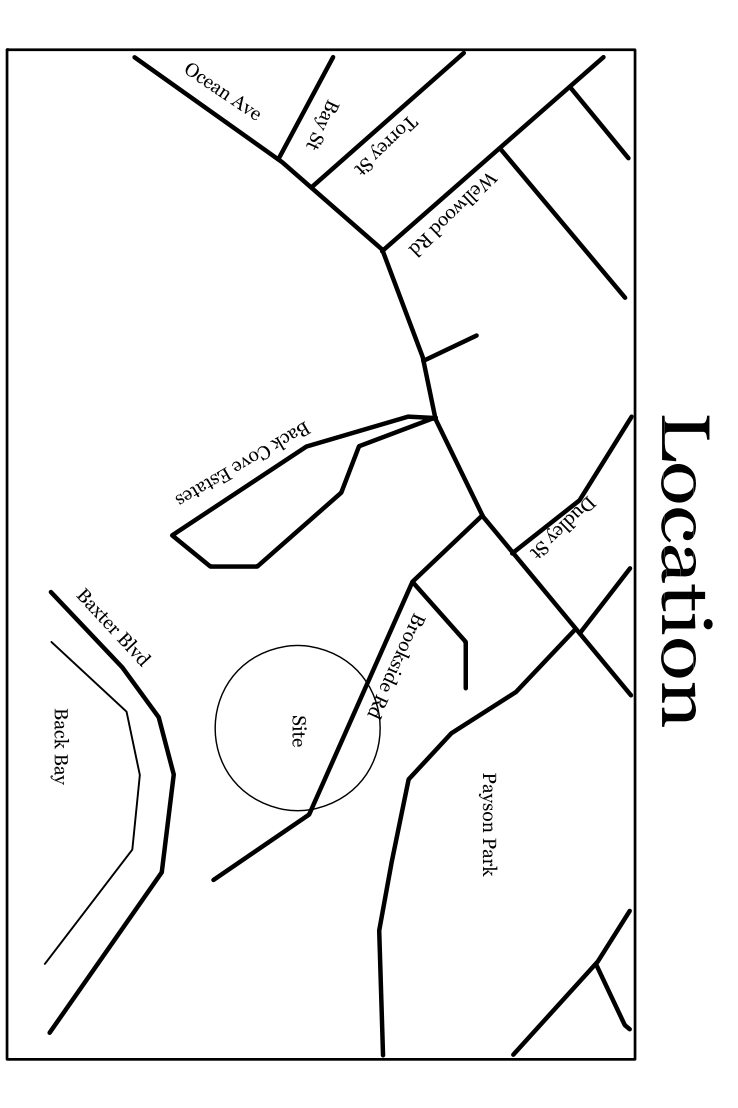 Location
Ocean Ave
Bay St
Torrey St
Wellwood Rd
Back Cove Estates
Dudley St
Brookside Rd
Baxter Blvd
Back Bay
Site
Payson Park